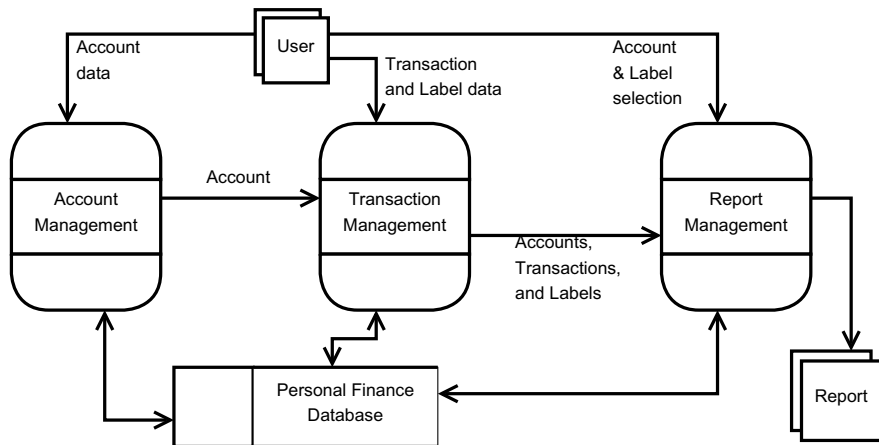 User
Account
data
Transaction
and Label data
Account
& Label
selection
Account
Management
Account
Transaction
Management
Report
Management
Accounts,
Transactions,
and Labels
Personal Finance
Database
Report